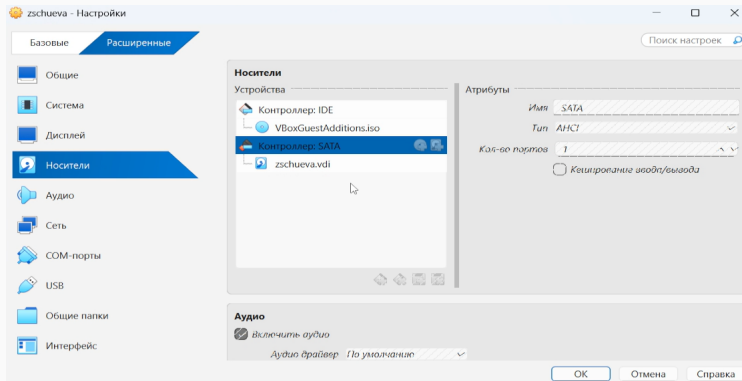 zschueva - Настройки
Базовые
Расширенные
Поиск настроек
Общие
Система
Дисплей
Носители
Аудио
Сеть
COM-порты
USB
Общие папки
Интерфейс
Носители
Устройства
Контроллер: IDE
VBoxGuestAdditions.iso
Контроллер: SATA
zschueva.vdi
Атрибуты
Имя SATA
Тип AHCI
Кол-во портов 1
Кеширование ввода/вывода
Аудио
Включить аудио
Аудио драйвер По умолчанию
OK
Отмена
Справка